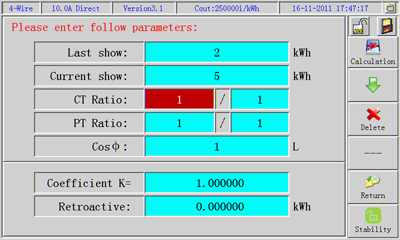 4-Wire 10.0A Direct Version3.1 Cout:2500001/kWh 16-11-2011 17:47:17
Please enter follow parameters:
Last show: 2 kWh
Current show: 5 kWh
CT Ratio: 1 / 1
PT Ratio: 1 / 1
Cosφ: 1 L
Coefficient K= 1.000000
Retroactive: 0.000000 kWh
Calculation
Delete
---
Return
Stability